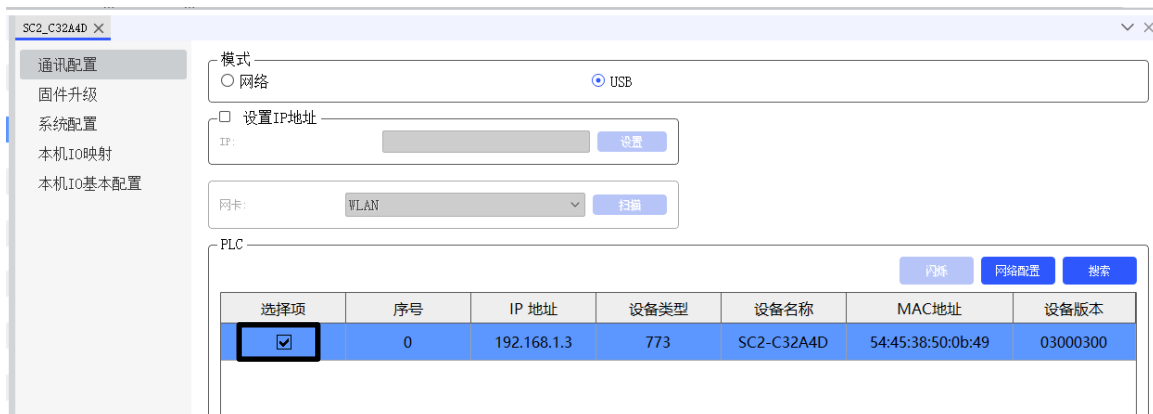 SC2_C32A4D
通讯配置
固件升级
系统配置
本机IO映射
本机IO基本配置
模式
网络
USB
设置IP地址
IP:
设置
网卡:
WLAN
扫描
PLC
闪烁
网络配置
搜索
选择项 序号 IP 地址 设备类型 设备名称 MAC地址 设备版本
0 192.168.1.3 773 SC2-C32A4D 54:45:38:50:0b:49 03000300